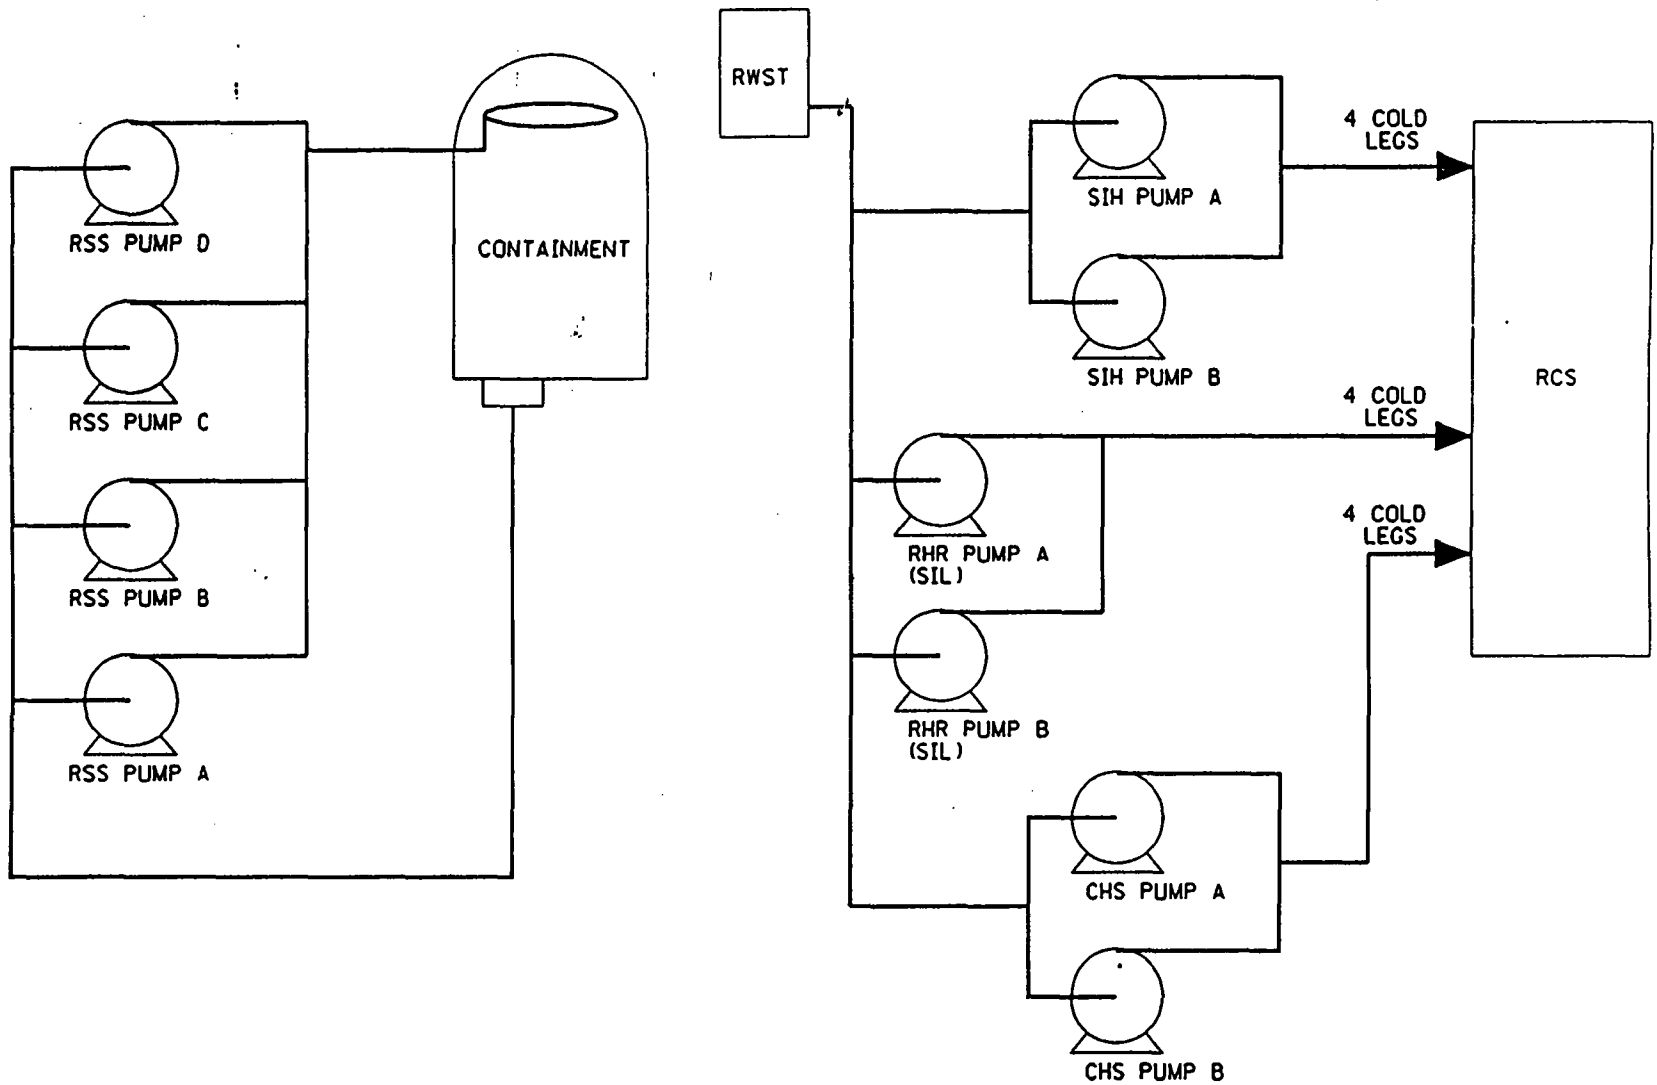 RSS PUMP D
RSS PUMP C
RSS PUMP B
RSS PUMP A
CONTAINMENT
RWST
SIH PUMP A
SIH PUMP B
RHR PUMP A
(SIL)
RHR PUMP B
(SIL)
CHS PUMP A
CHS PUMP B
4 COLD
LEGS
4 COLD
LEGS
4 COLD
LEGS
RCS